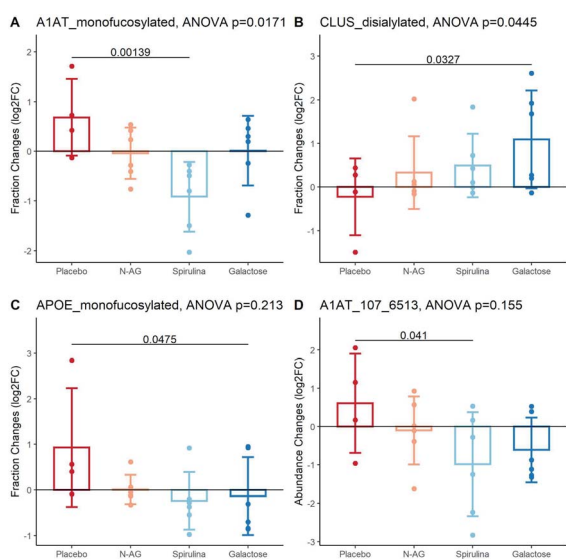 A A1AT_monofucosylated, ANOVA p=0.0171
0.00139
Fraction Changes (log2FC)
2
1
0
-1
-2
Placebo N-AG Spirulina Galactose
B CLUS_disialylated, ANOVA p=0.0445
0.0327
Fraction Changes (log2FC)
3
2
1
0
-1
Placebo N-AG Spirulina Galactose
C APOE_monofucosylated, ANOVA p=0.213
0.0475
Fraction Changes (log2FC)
3
2
1
0
-1
Placebo N-AG Spirulina Galactose
D A1AT_107_6513, ANOVA p=0.155
0.041
Abundance Changes (log2FC)
2
1
0
-1
-2
-3
Placebo N-AG Spirulina Galactose